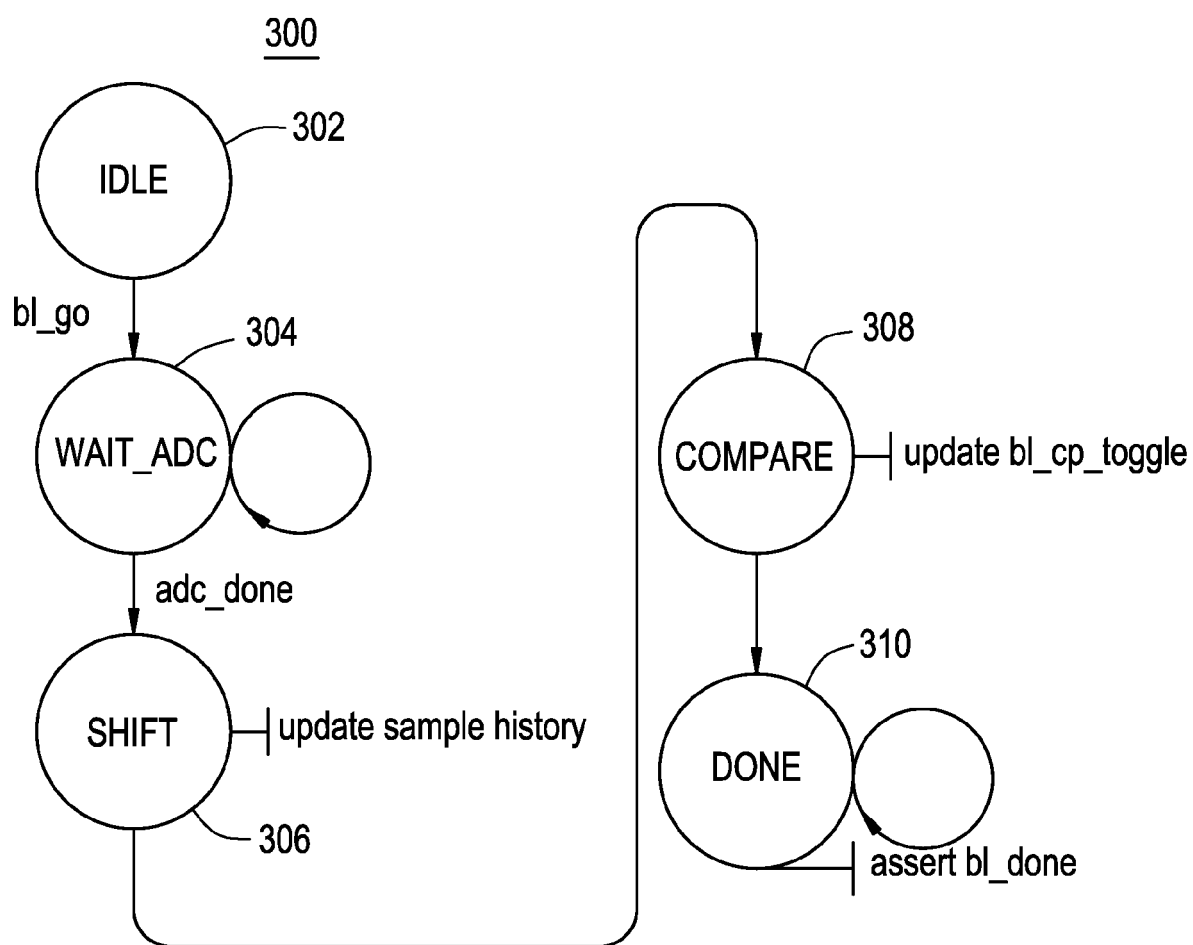 300
302
IDLE
bl_go
304
WAIT_ADC
adc_done
SHIFT
update sample history
306
308
COMPARE
update bl_cp_toggle
310
DONE
assert bl_done